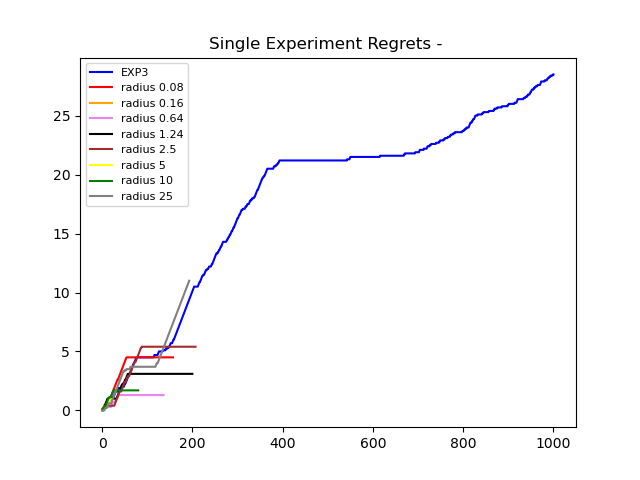 Single Experiment Regrets -
EXP3
radius 0.08
radius 0.16
radius 0.64
radius 1.24
radius 2.5
radius 5
radius 10
radius 25
25
20
15
10
5
0
0 200 400 600 800 1000